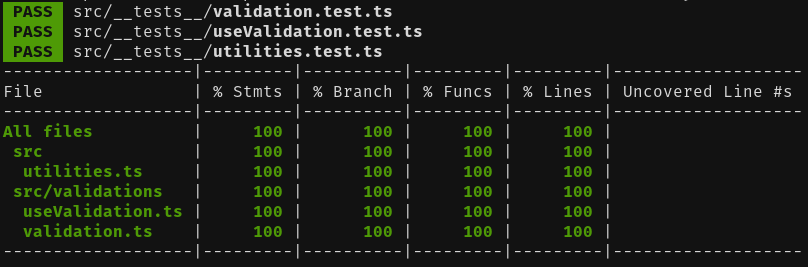 PASS src/__tests__/validation.test.ts
PASS src/__tests__/useValidation.test.ts
PASS src/__tests__/utilities.test.ts
-------------------|---------|----------|---------|---------|-------------------
File               | % Stmts | % Branch | % Funcs | % Lines | Uncovered Line #s
-------------------|---------|----------|---------|---------|-------------------
All files          |     100 |      100 |     100 |     100 |
 src               |     100 |      100 |     100 |     100 |
  utilities.ts     |     100 |      100 |     100 |     100 |
 src/validations   |     100 |      100 |     100 |     100 |
  useValidation.ts |     100 |      100 |     100 |     100 |
  validation.ts    |     100 |      100 |     100 |     100 |
-------------------|---------|----------|---------|---------|-------------------